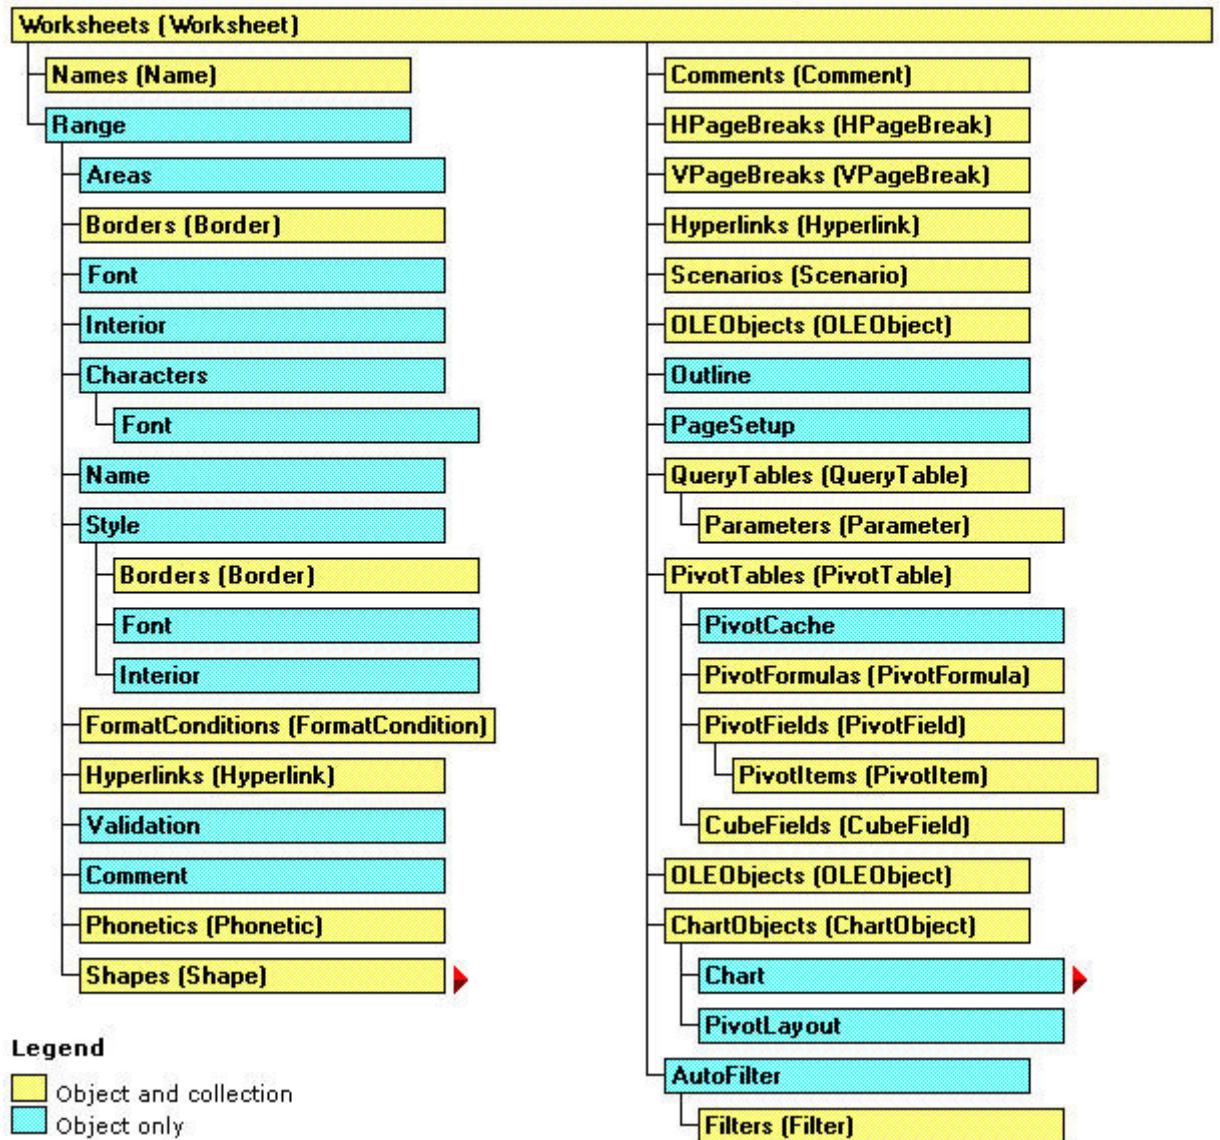 Worksheets (Worksheet)
Names (Name)
Range
Areas
Borders (Border)
Font
Interior
Characters
Font
Name
Style
Borders (Border)
Font
Interior
FormatConditions (FormatCondition)
Hyperlinks (Hyperlink)
Validation
Comment
Phonetics (Phonetic)
Shapes (Shape)
Comments (Comment)
HPageBreaks (HPageBreak)
VPageBreaks (VPageBreak)
Hyperlinks (Hyperlink)
Scenarios (Scenario)
OLEObjects (OLEObject)
Outline
PageSetup
QueryTables (QueryTable)
Parameters (Parameter)
PivotTables (PivotTable)
PivotCache
PivotFormulas (PivotFormula)
PivotFields (PivotField)
PivotItems (PivotItem)
CubeFields (CubeField)
OLEObjects (OLEObject)
ChartObjects (ChartObject)
Chart
PivotLayout
AutoFilter
Filters (Filter)
Legend
Object and collection
Object only